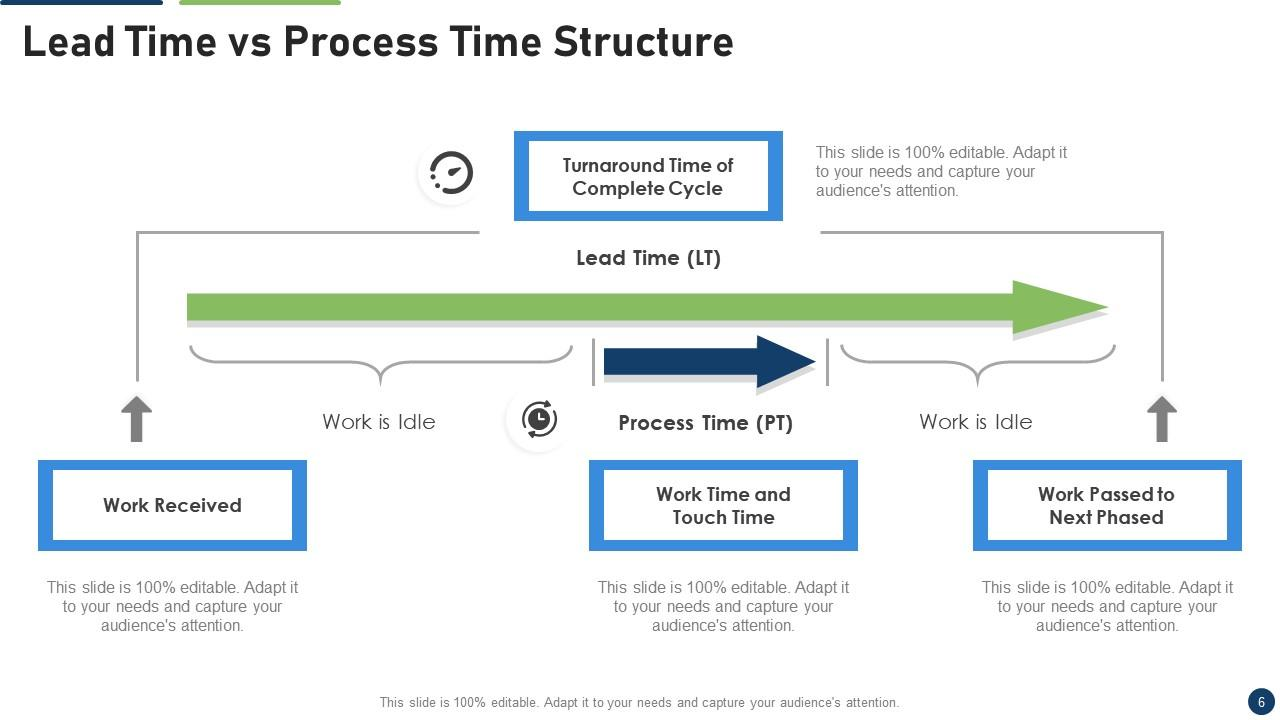 Lead Time vs Process Time Structure
Turnaround Time of
Complete Cycle
This slide is 100% editable. Adapt it
to your needs and capture your
audience's attention.
Lead Time (LT)
Work is Idle
Process Time (PT)
Work is Idle
Work Received
Work Time and
Touch Time
Work Passed to
Next Phased
This slide is 100% editable. Adapt it
to your needs and capture your
audience's attention.
This slide is 100% editable. Adapt it
to your needs and capture your
audience's attention.
This slide is 100% editable. Adapt it
to your needs and capture your
audience's attention.
This slide is 100% editable. Adapt it to your needs and capture your audience's attention.
6